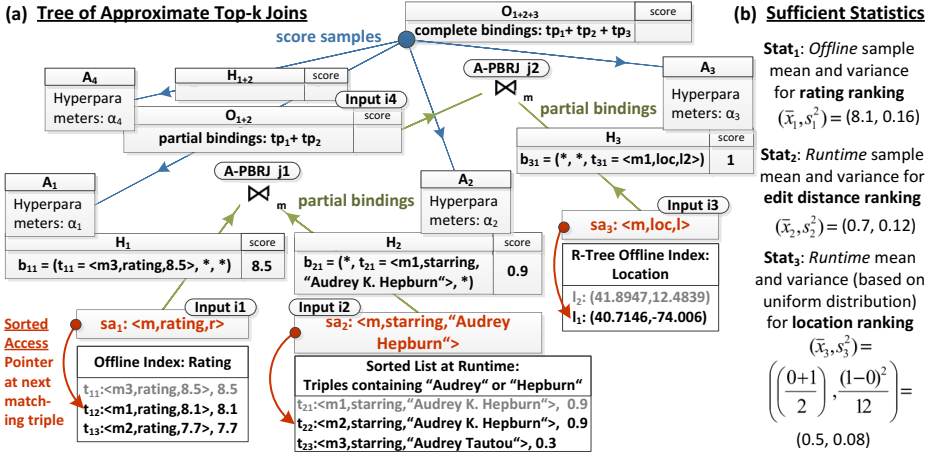 (a) Tree of Approximate Top-k Joins
O1+2+3
score
complete bindings: tp1+ tp2 + tp3
score samples
A4
Hyperpara
meters: α4
H1+2
score
Input i4
O1+2
partial bindings: tp1+ tp2
A-PBRJ j2
⋈ m
partial bindings
A3
Hyperpara
meters: α3
H3
score
b31 = (*, *, t31 = <m1,loc,l2>)
1
A1
Hyperpara
meters: α1
A-PBRJ j1
⋈ m
partial bindings
A2
Hyperpara
meters: α2
H1
score
b11 = (t11 = <m3,rating,8.5>, *, *)
8.5
H2
score
b21 = (*, t21 = <m1,starring,
“Audrey K. Hepburn“>, *)
0.9
Input i3
sa3: <m,loc,l>
R-Tree Offline Index:
Location
l2: (41.8947,12.4839)
l1: (40.7146,-74.006)
Input i1
sa1: <m,rating,r>
Sorted
Access
Pointer
at next
match-
ing triple
Offline Index: Rating
t11:<m3,rating,8.5>, 8.5
t12:<m1,rating,8.1>, 8.1
t13:<m2,rating,7.7>, 7.7
Input i2
sa2: <m,starring,“Audrey
Hepburn“>
Sorted List at Runtime:
Triples containing “Audrey“ or “Hepburn“
t21:<m1,starring,“Audrey K. Hepburn“>, 0.9
t22:<m2,starring,“Audrey K. Hepburn“>, 0.9
t23:<m3,starring,“Audrey Tautou“>, 0.3
(b) Sufficient Statistics
Stat1: Offline sample
mean and variance
for rating ranking
(x̄1,s1²) = (8.1, 0.16)
Stat2: Runtime sample
mean and variance for
edit distance ranking
(x̄2,s2²) = (0.7, 0.12)
Stat3: Runtime mean
and variance (based on
uniform distribution)
for location ranking
(x̄3,s3²) =
((0+1)/2 , (1−0)²/12) =
(0.5, 0.08)